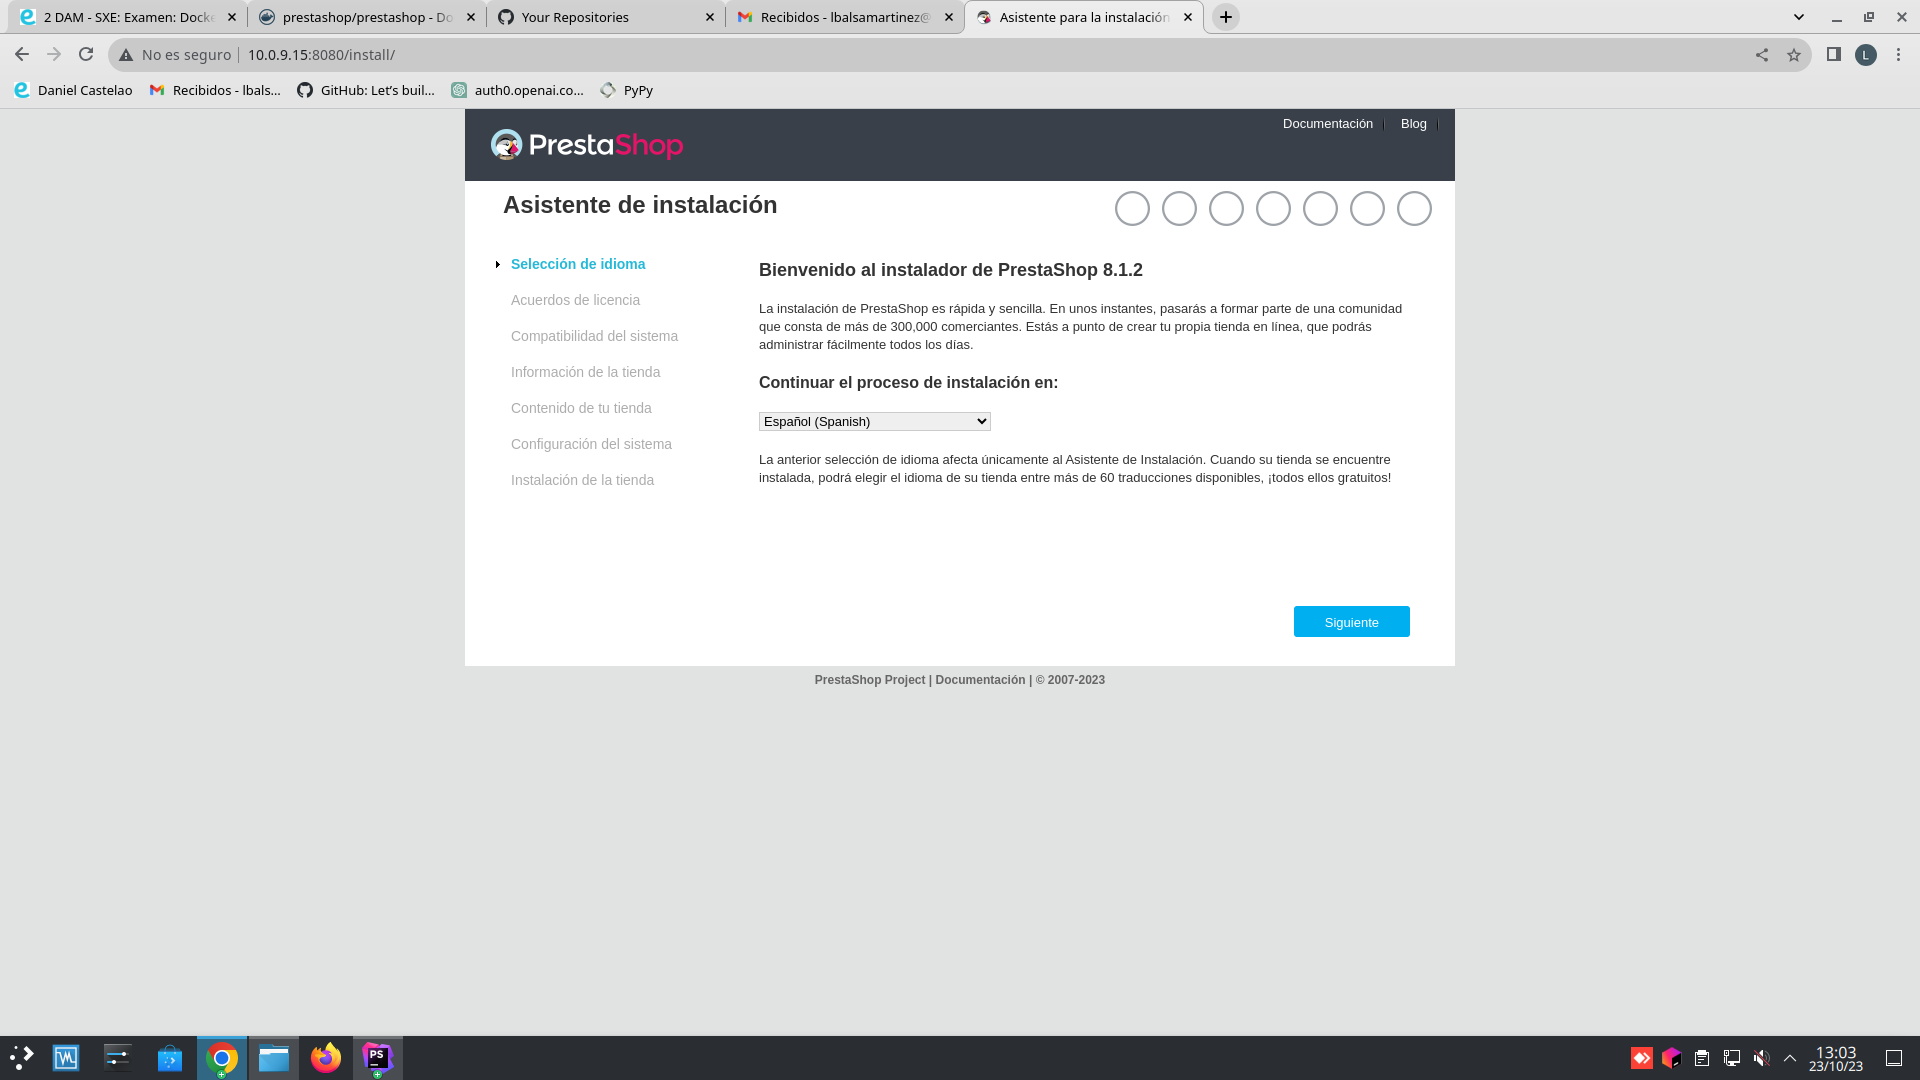 2 DAM - SXE: Examen: Docke
prestashop/prestashop - Do
Your Repositories
Recibidos - lbalsamartinez@
Asistente para la instalación
No es seguro
10.0.9.15:8080/install/
L
Daniel Castelao
Recibidos - lbals...
GitHub: Let's buil...
auth0.openai.co...
PyPy
PrestaShop
Documentación
Blog
Asistente de instalación
Selección de idioma
Acuerdos de licencia
Compatibilidad del sistema
Información de la tienda
Contenido de tu tienda
Configuración del sistema
Instalación de la tienda
Bienvenido al instalador de PrestaShop 8.1.2
La instalación de PrestaShop es rápida y sencilla. En unos instantes, pasarás a formar parte de una comunidad
que consta de más de 300,000 comerciantes. Estás a punto de crear tu propia tienda en línea, que podrás
administrar fácilmente todos los días.
Continuar el proceso de instalación en:
Español (Spanish)
La anterior selección de idioma afecta únicamente al Asistente de Instalación. Cuando su tienda se encuentre
instalada, podrá elegir el idioma de su tienda entre más de 60 traducciones disponibles, ¡todos ellos gratuitos!
Siguiente
PrestaShop Project | Documentación | © 2007-2023
PS
13:03
23/10/23